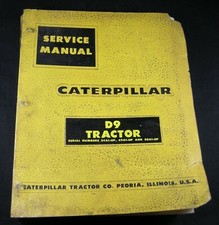 SERVICE
MANUAL
CATERPILLAR
D9
TRACTOR
SERIAL NUMBERS
CATERPILLAR TRACTOR CO. PEORIA, ILLINOIS, U.S.A.